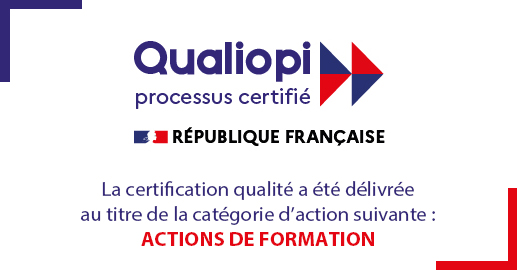 Qualiopi
processus certifié
RÉPUBLIQUE FRANÇAISE
La certification qualité a été délivrée
au titre de la catégorie d’action suivante :
ACTIONS DE FORMATION